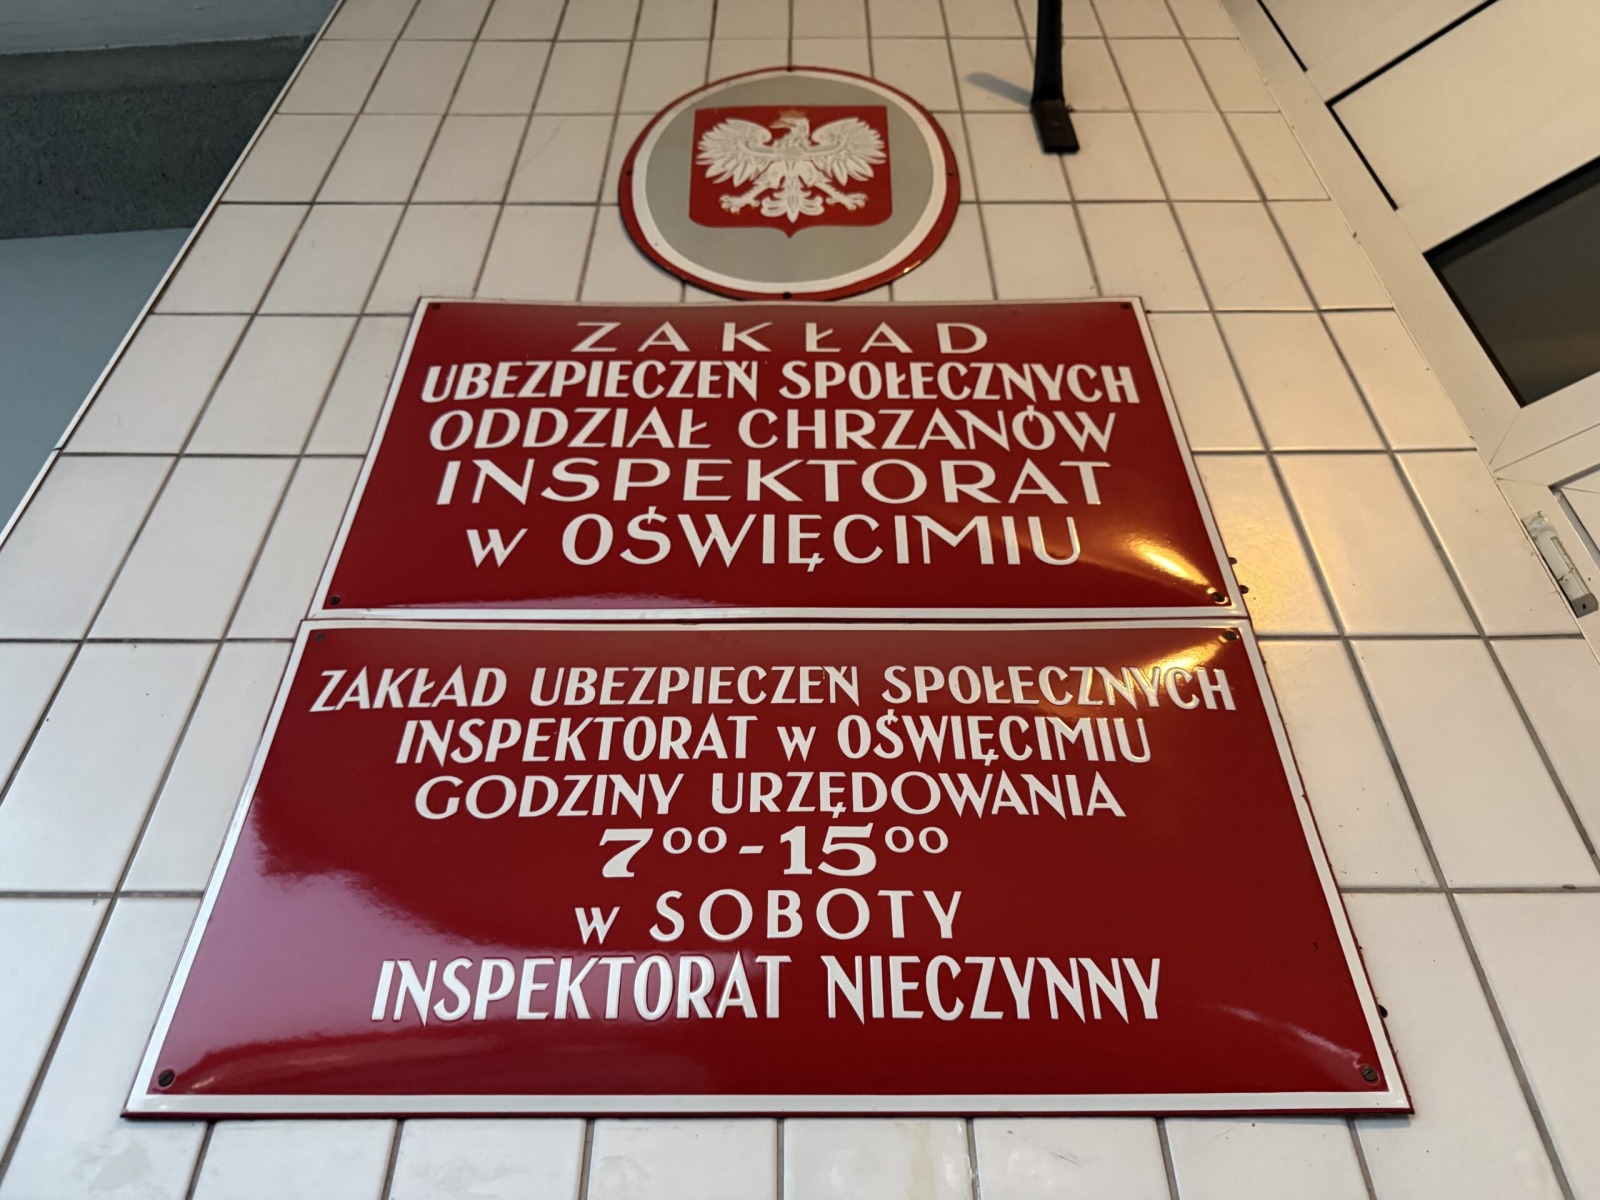 ZAKŁAD
UBEZPIECZEŃ SPOŁECZNYCH
ODDZIAŁ CHRZANÓW
INSPEKTORAT
w OŚWIĘCIMIU
ZAKŁAD UBEZPIECZEŃ SPOŁECZNYCH
INSPEKTORAT w OŚWIĘCIMIU
GODZINY URZĘDOWANIA
7⁰⁰-15⁰⁰
w SOBOTY
INSPEKTORAT NIECZYNNY